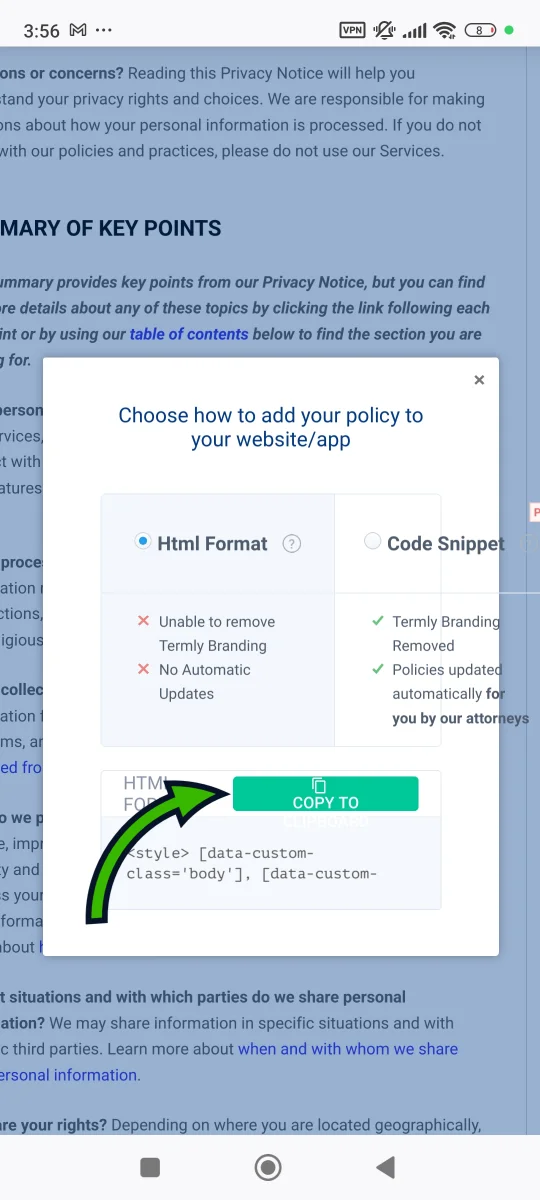 3:56
VPN
8
ons or concerns? Reading this Privacy Notice will help you
tand your privacy rights and choices. We are responsible for making
ons about how your personal information is processed. If you do not
with our policies and practices, please do not use our Services.
MARY OF KEY POINTS
ummary provides key points from our Privacy Notice, but you can find
re details about any of these topics by clicking the link following each
int or by using our table of contents below to find the section you are
g for.
person
rvices,
t with
atures
proces
ation
ctions,
igious
collec
ation
ms, an
ed fro
o we p
e, impr
ty and
ss your
forma
about h
Choose how to add your policy to
your website/app
Html Format ?
Code Snippet
Unable to remove
Termly Branding
No Automatic
Updates
Termly Branding
Removed
Policies updated
automatically for
you by our attorneys
P
HTML
FOR
COPY TO
CLIPBOARD
<style> [data-custom-
class='body'], [data-custom-
t situations and with which parties do we share personal
ation? We may share information in specific situations and with
c third parties. Learn more about when and with whom we share
ersonal information.
are your rights? Depending on where you are located geographically,